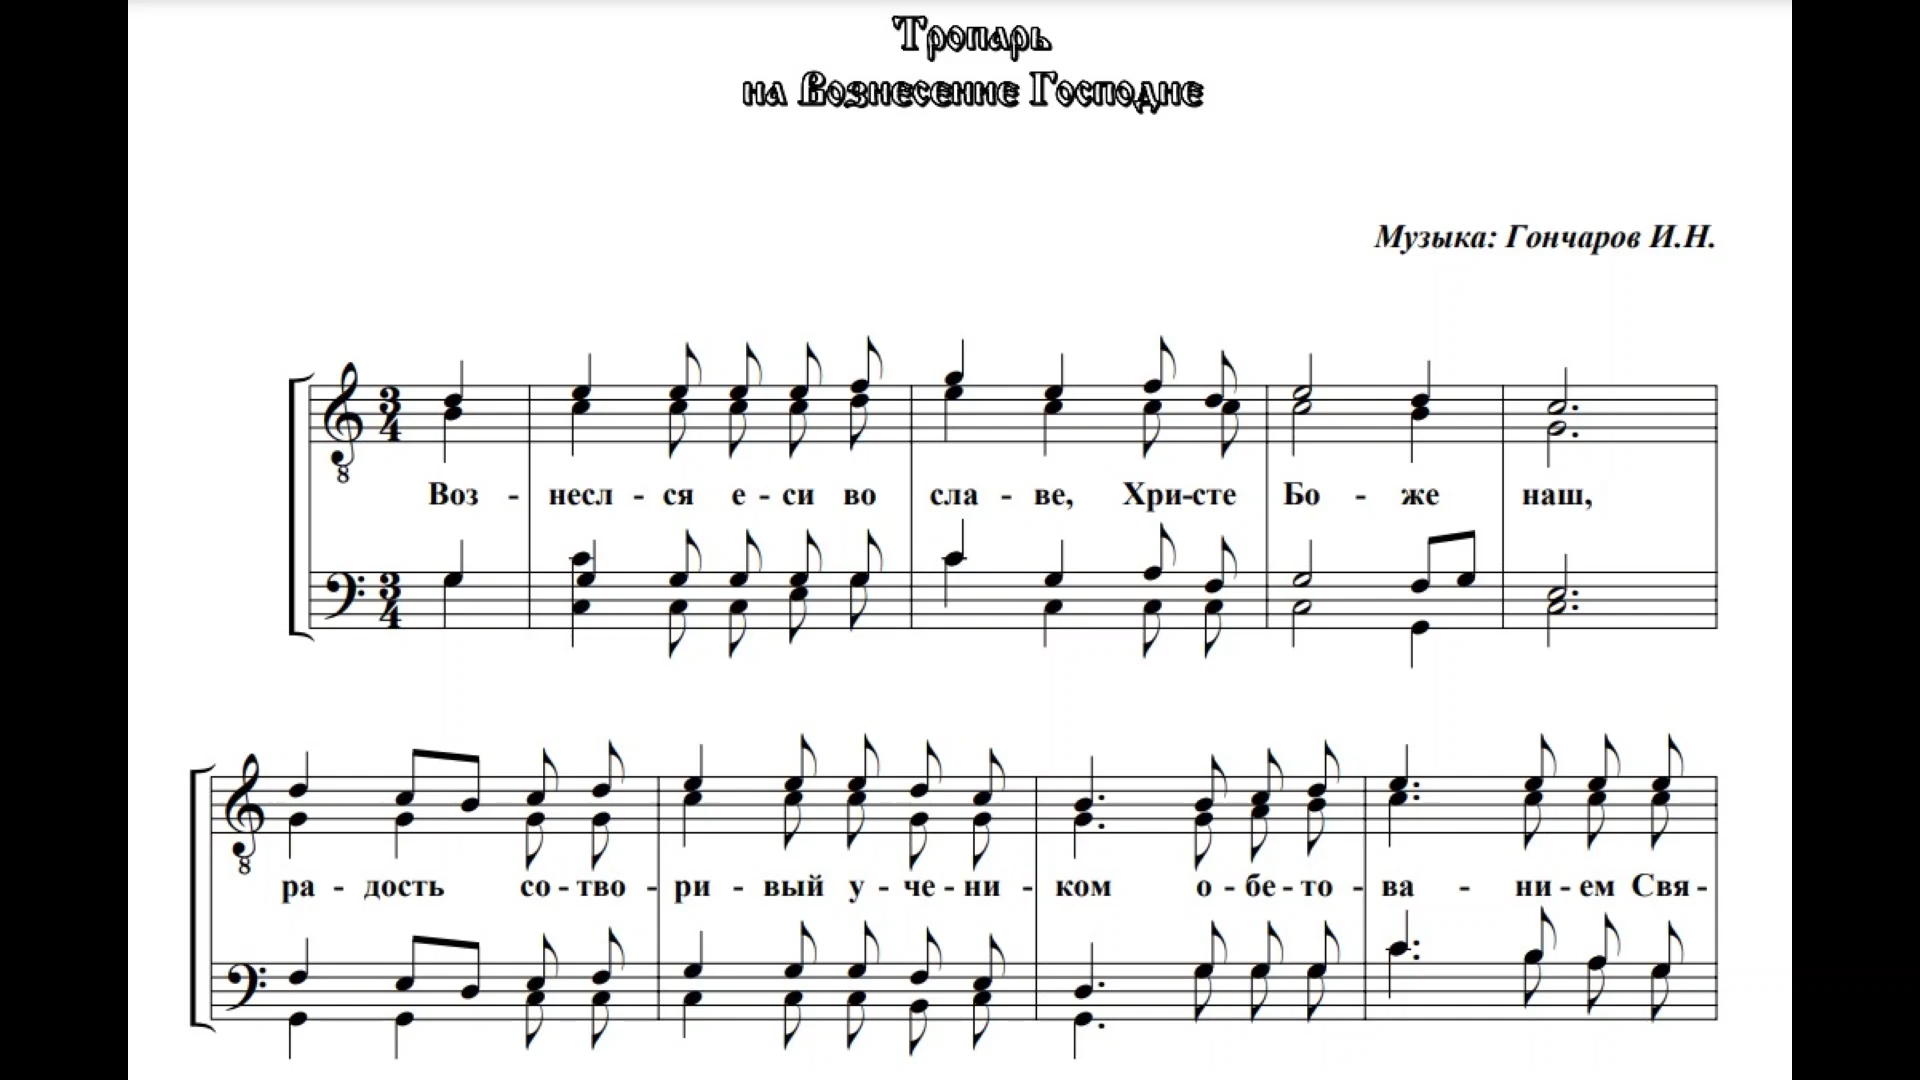 Тропарь
на Вознесение Господне
Музыка: Гончаров И.Н.
Воз - несл - ся е - си во сла - ве, Хри-сте Бо - же наш,
ра - дость со - тво - ри - вый у - че - ни - ком о - бе - то - ва - ни - ем Свя -